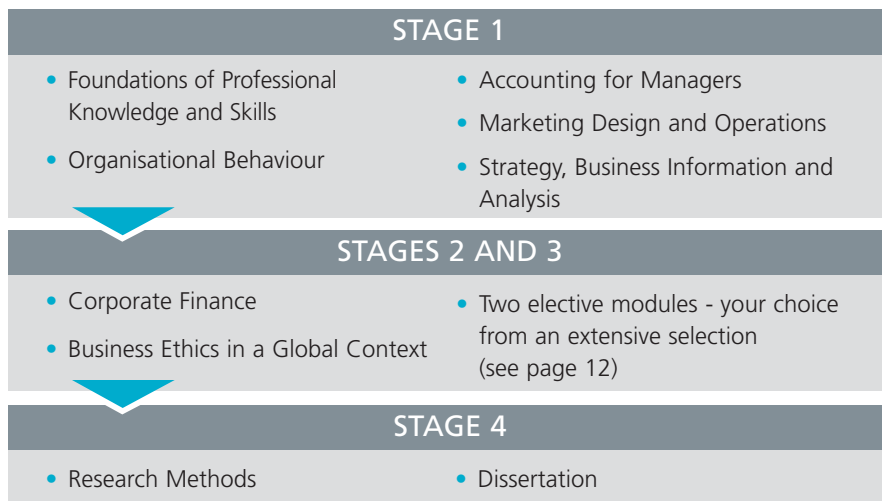 STAGE 1
• Foundations of Professional
Knowledge and Skills
• Organisational Behaviour
• Accounting for Managers
• Marketing Design and Operations
• Strategy, Business Information and
Analysis
STAGES 2 AND 3
• Corporate Finance
• Business Ethics in a Global Context
• Two elective modules - your choice
from an extensive selection
(see page 12)
STAGE 4
• Research Methods
• Dissertation